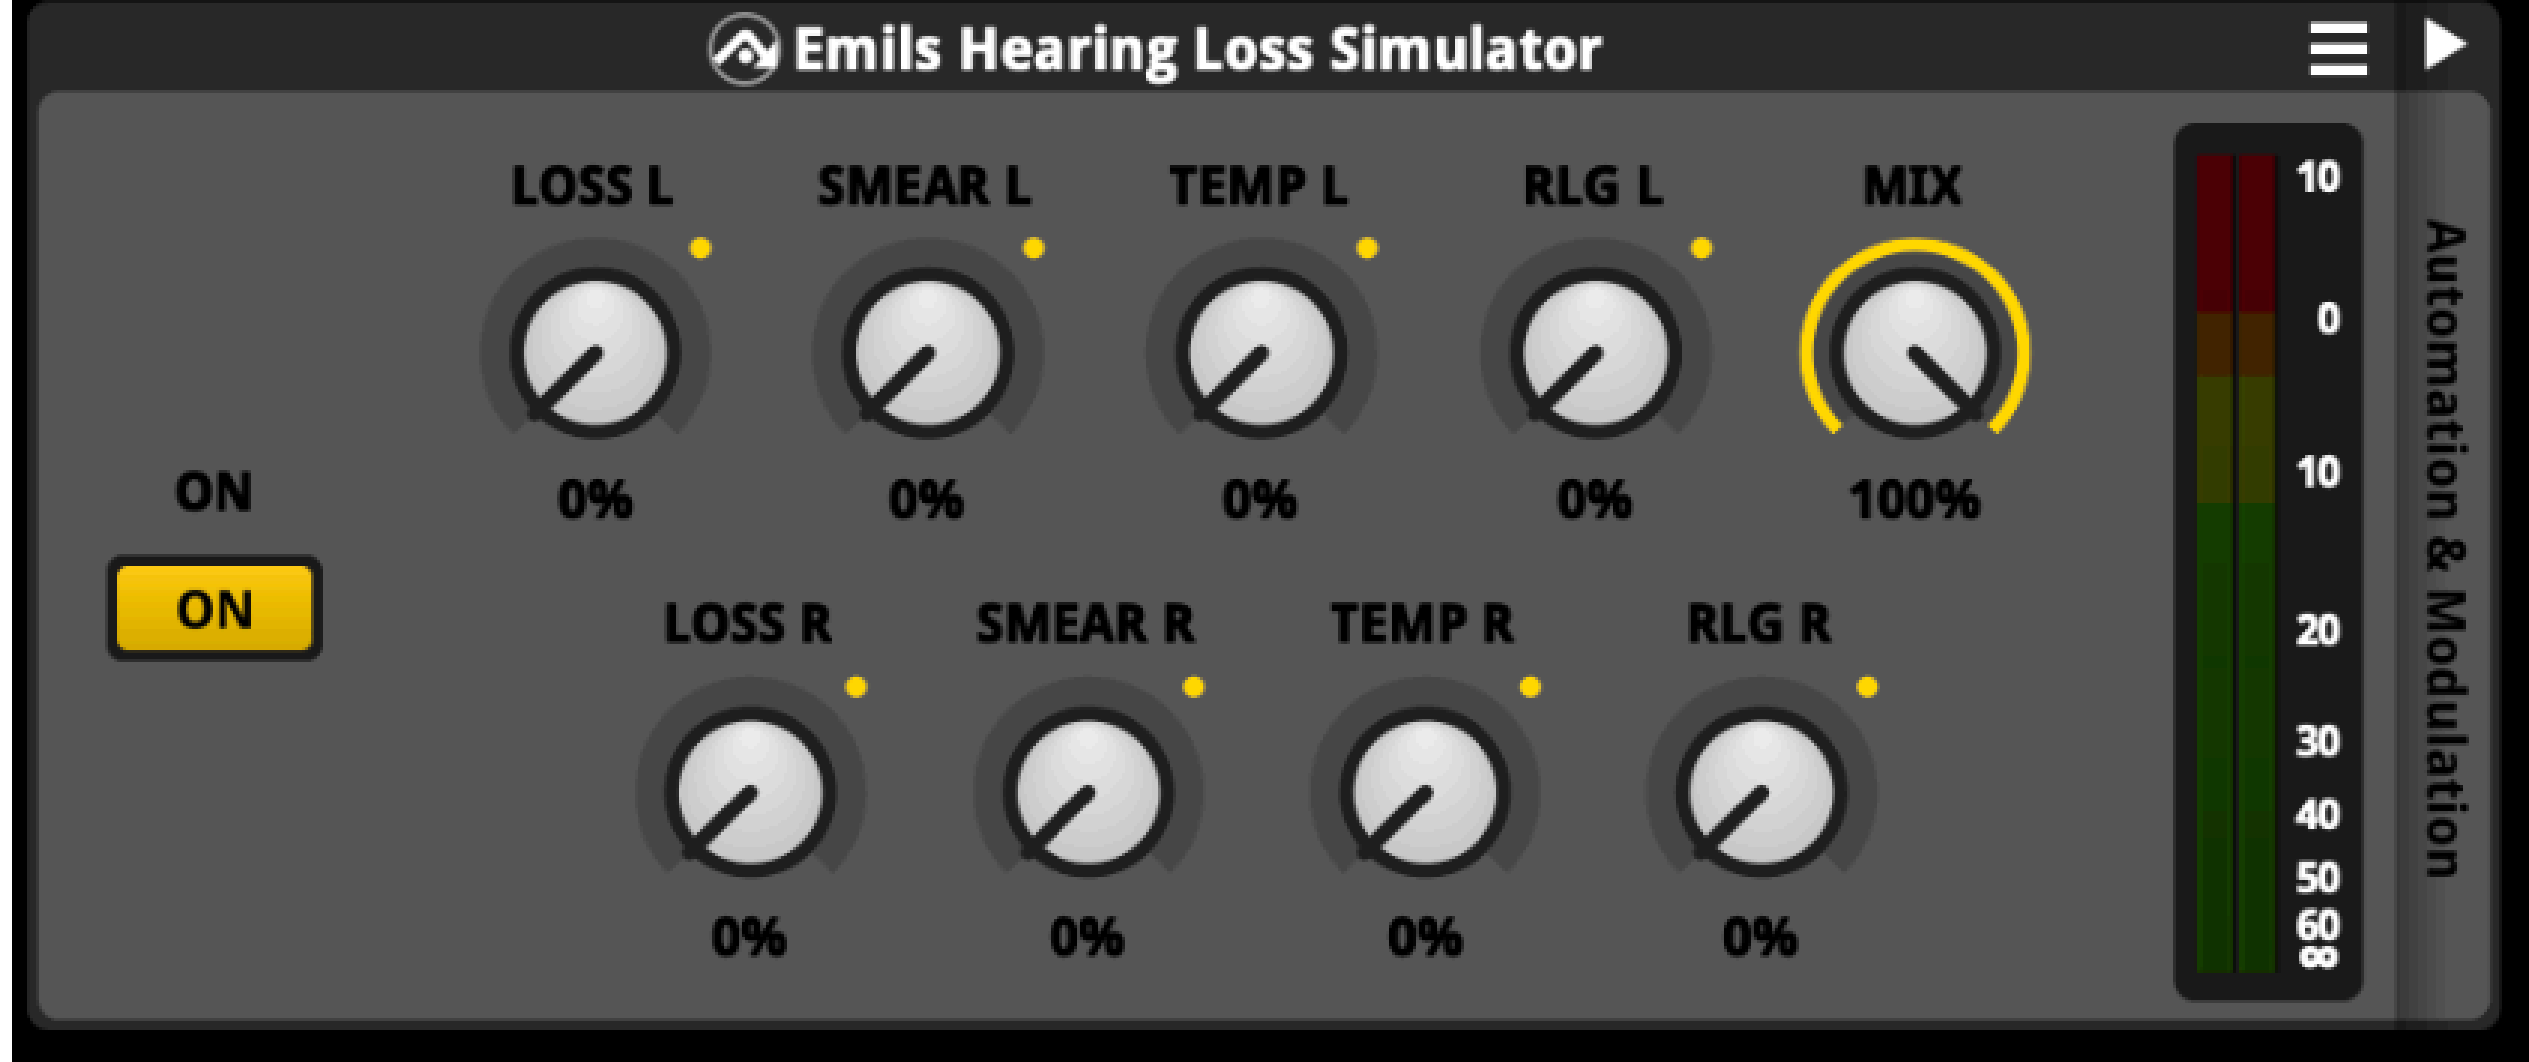 Emils Hearing Loss Simulator
LOSS L SMEAR L TEMP L RLG L MIX
0% 0% 0% 0% 100%
ON
ON
LOSS R SMEAR R TEMP R RLG R
0% 0% 0% 0%
10
0
10
20
30
40
50
60
∞
Automation & Modulation